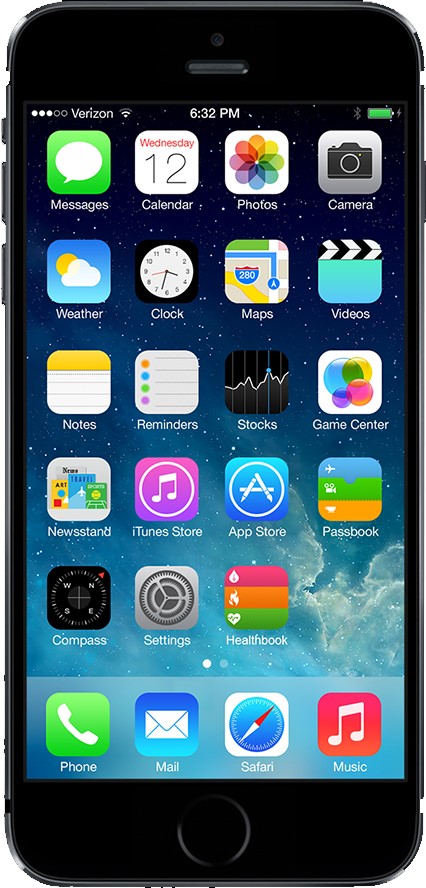 Verizon 6:32 PM
Wednesday
12
Messages Calendar Photos Camera
280
Weather Clock Maps Videos
Notes Reminders Stocks Game Center
News
ART TRAVEL SPORTS
Newsstand iTunes Store App Store Passbook
W N
S E
Compass Settings Healthbook
Phone Mail Safari Music